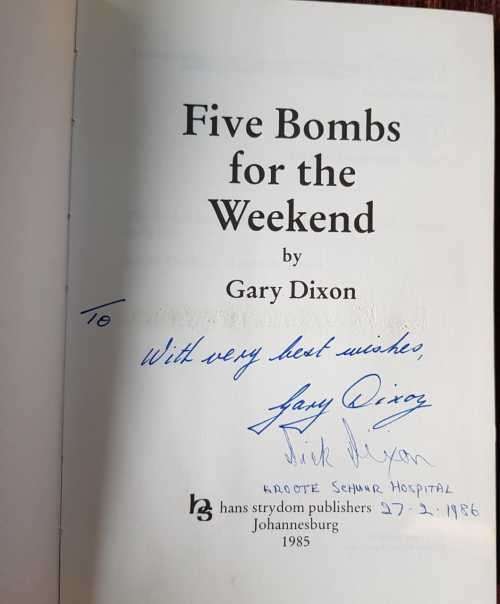 Five Bombs
for the
Weekend
by
Gary Dixon
To
With very best wishes,
Gary Dixon
Dick Dixon
GROOTE SCHUUR HOSPITAL
27-2-1986
hs hans strydom publishers
Johannesburg
1985